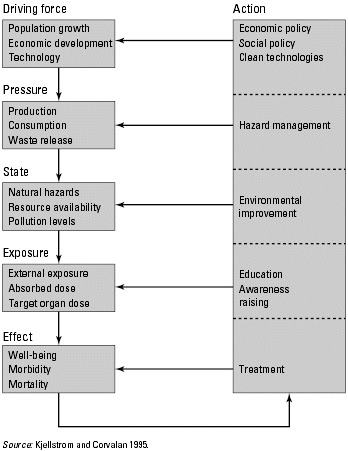 Driving force
Population growth
Economic development
Technology
Pressure
Production
Consumption
Waste release
State
Natural hazards
Resource availability
Pollution levels
Exposure
External exposure
Absorbed dose
Target organ dose
Effect
Well-being
Morbidity
Mortality
Action
Economic policy
Social policy
Clean technologies
Hazard management
Environmental
improvement
Education
Awareness
raising
Treatment
Source: Kjellstrom and Corvalan 1995.